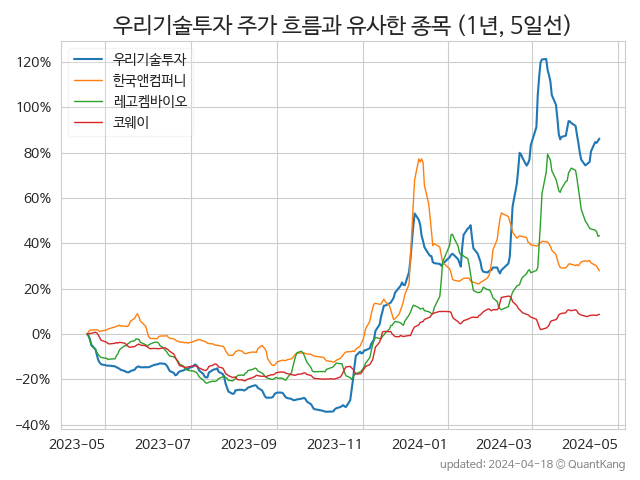 우리기술투자 주가 흐름과 유사한 종목 (1년, 5일선)
우리기술투자
한국앤컴퍼니
레고켐바이오
코웨이
120%
100%
80%
60%
40%
20%
0%
−20%
−40%
2023-05 2023-07 2023-09 2023-11 2024-01 2024-03 2024-05
updated: 2024-04-18 © QuantKang